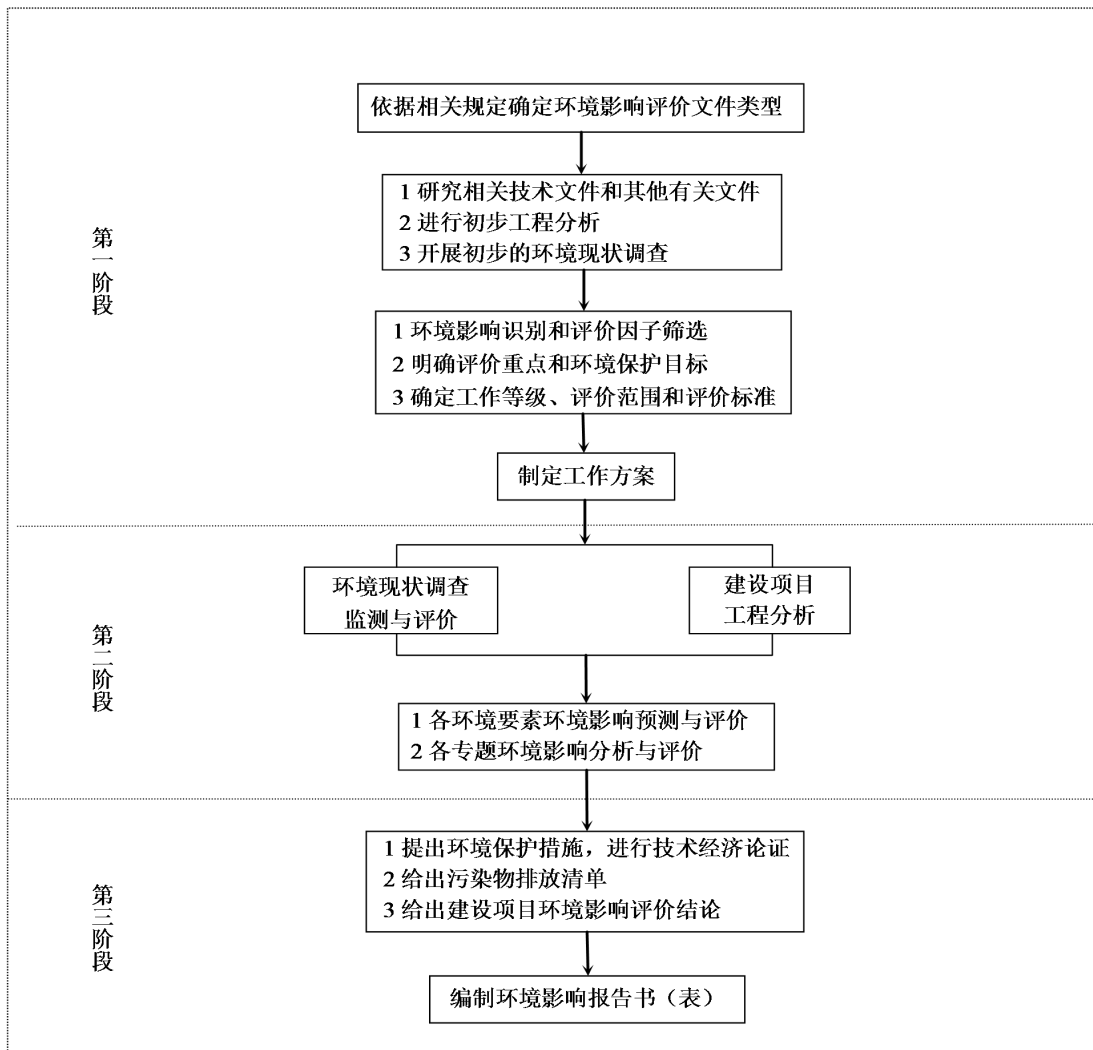 依据相关规定确定环境影响评价文件类型
1 研究相关技术文件和其他有关文件
2 进行初步工程分析
3 开展初步的环境现状调查
第一阶段
1 环境影响识别和评价因子筛选
2 明确评价重点和环境保护目标
3 确定工作等级、评价范围和评价标准
制定工作方案
环境现状调查
监测与评价
建设项目
工程分析
第二阶段
1 各环境要素环境影响预测与评价
2 各专题环境影响分析与评价
1 提出环境保护措施，进行技术经济论证
2 给出污染物排放清单
3 给出建设项目环境影响评价结论
第三阶段
编制环境影响报告书（表）